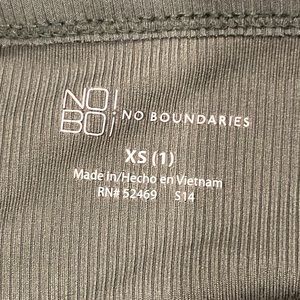 NO!
BO¡ NO BOUNDARIES
XS (1)
Made in/Hecho en Vietnam
RN# 52469 S14